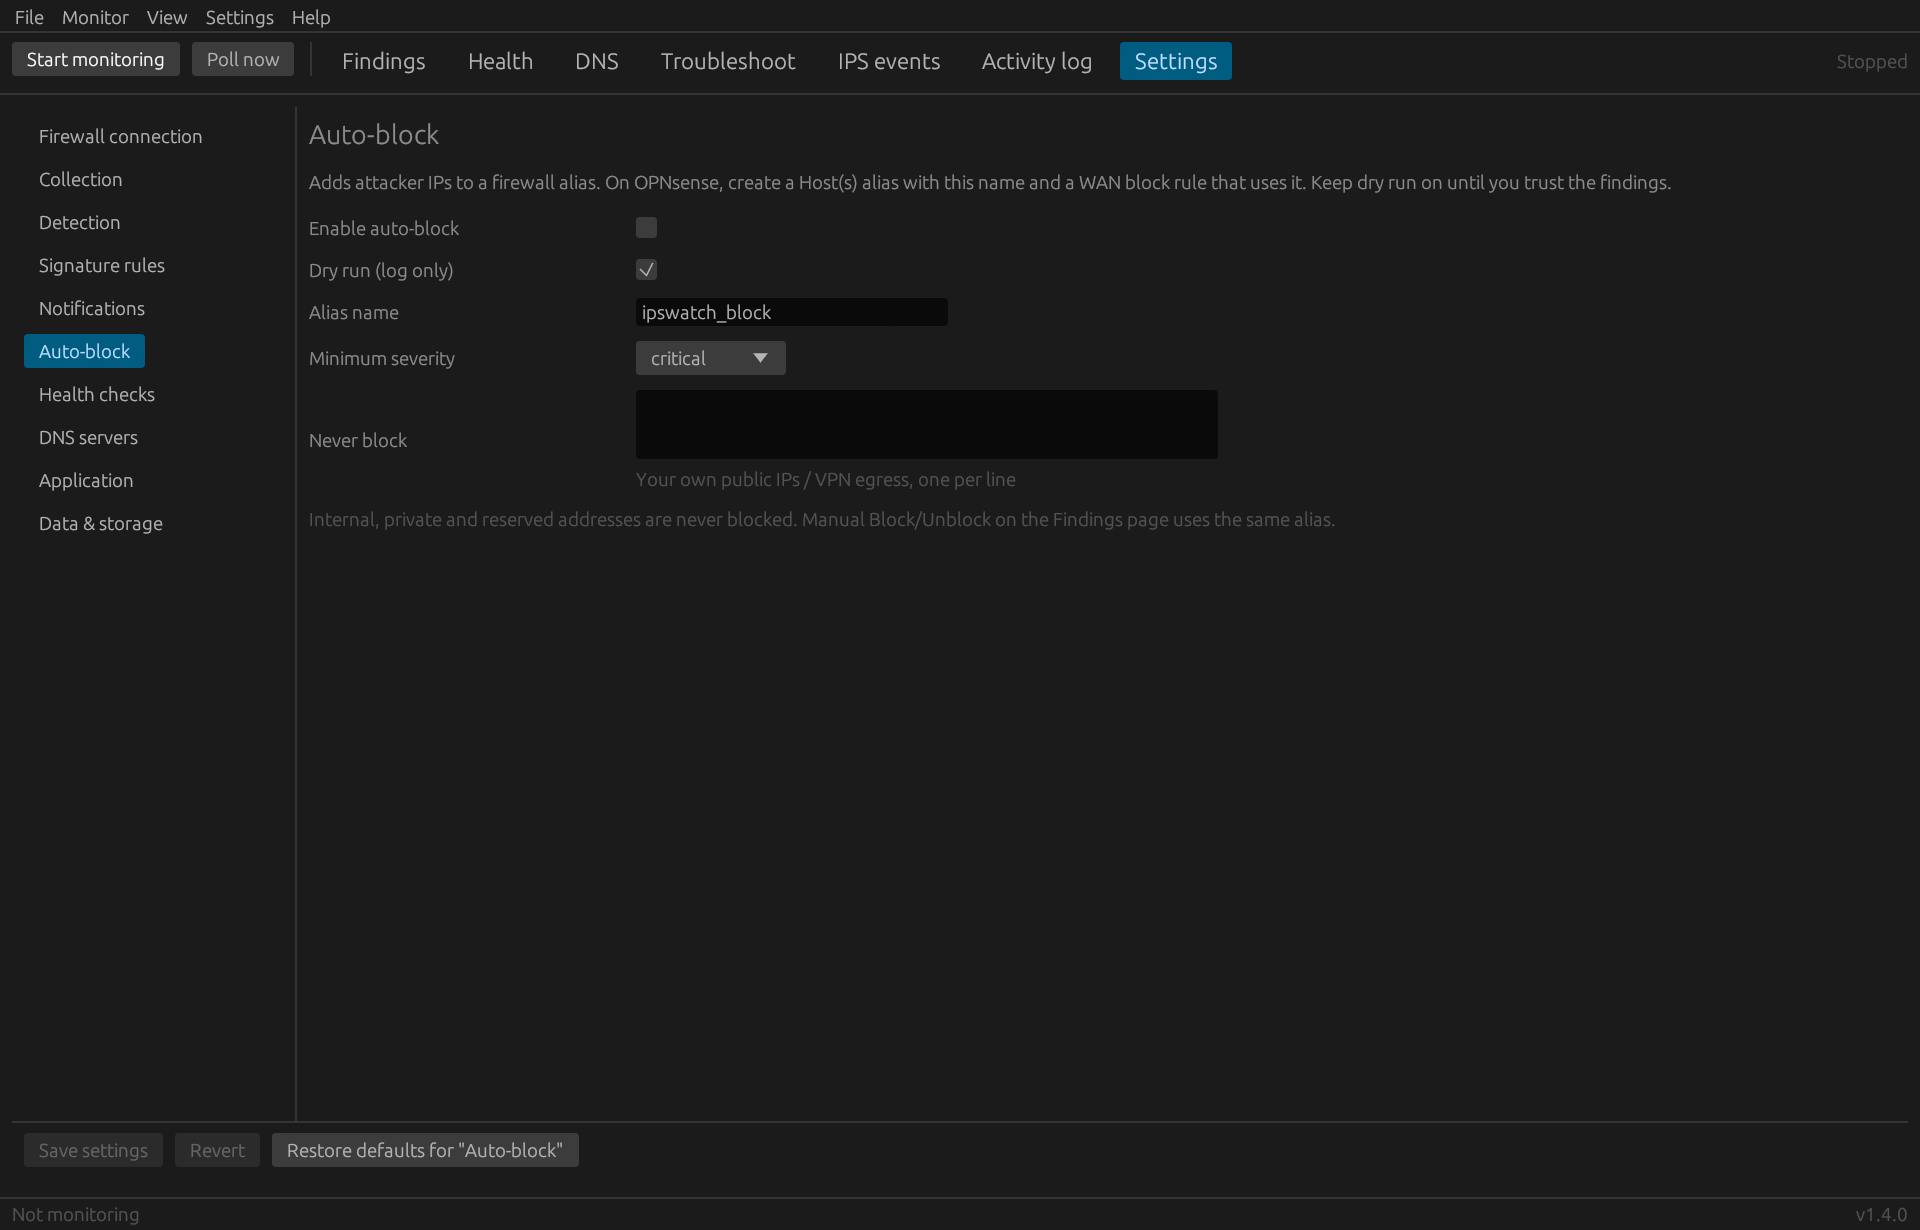 File Monitor View Settings Help
Start monitoring Poll now Findings Health DNS Troubleshoot IPS events Activity log Settings Stopped
Firewall connection
Collection
Detection
Signature rules
Notifications
Auto-block
Health checks
DNS servers
Application
Data & storage
Auto-block
Adds attacker IPs to a firewall alias. On OPNsense, create a Host(s) alias with this name and a WAN block rule that uses it. Keep dry run on until you trust the findings.
Enable auto-block
Dry run (log only)
Alias name ipswatch_block
Minimum severity critical
Never block
Your own public IPs / VPN egress, one per line
Internal, private and reserved addresses are never blocked. Manual Block/Unblock on the Findings page uses the same alias.
Save settings Revert Restore defaults for "Auto-block"
Not monitoring v1.4.0